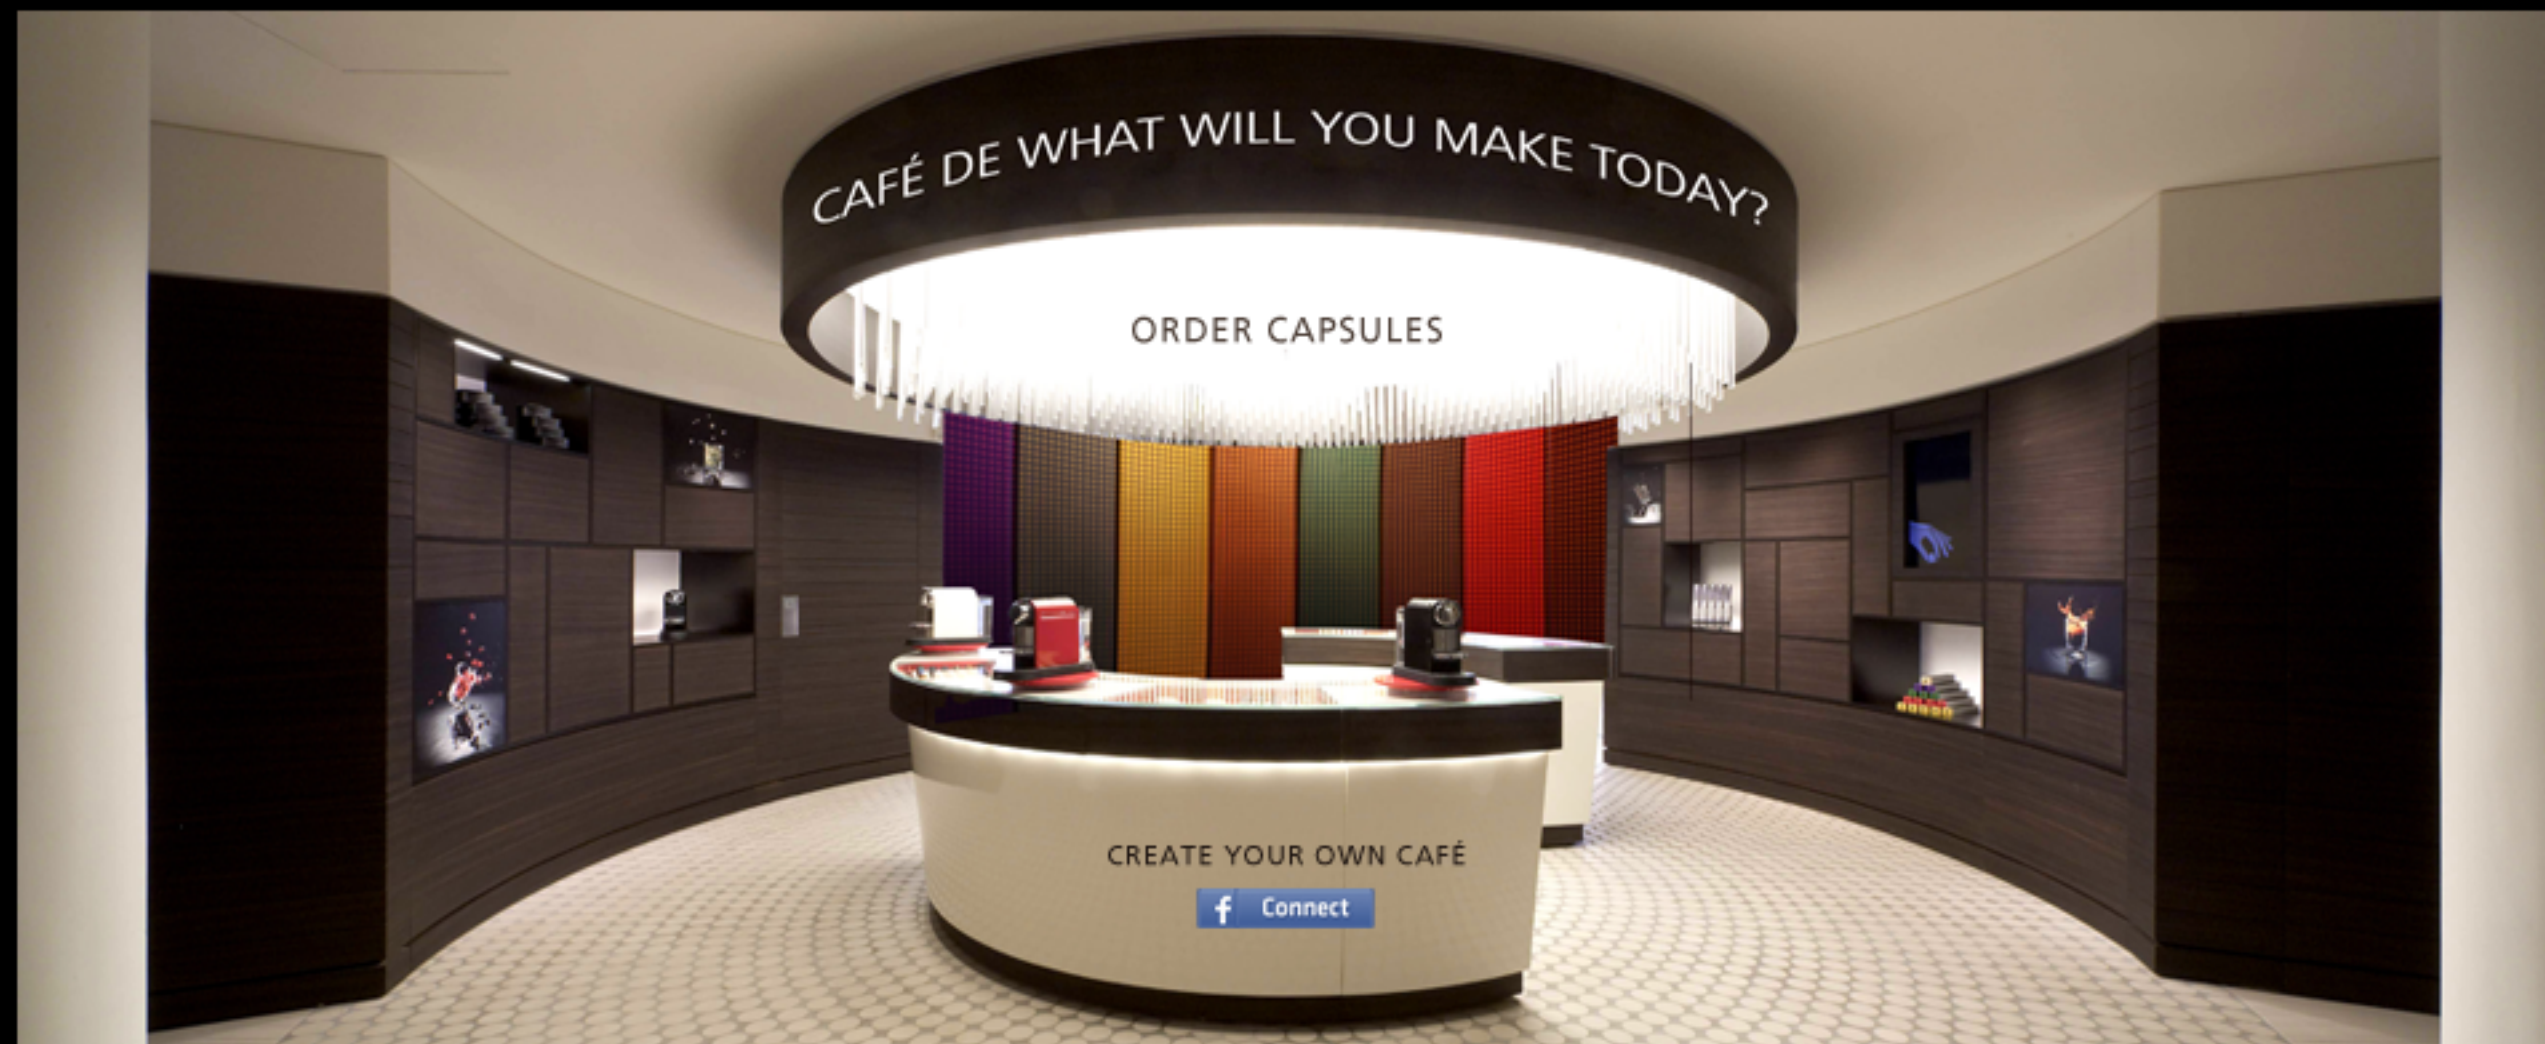 CAFÉ DE WHAT WILL YOU MAKE TODAY?
ORDER CAPSULES
CREATE YOUR OWN CAFÉ
f Connect